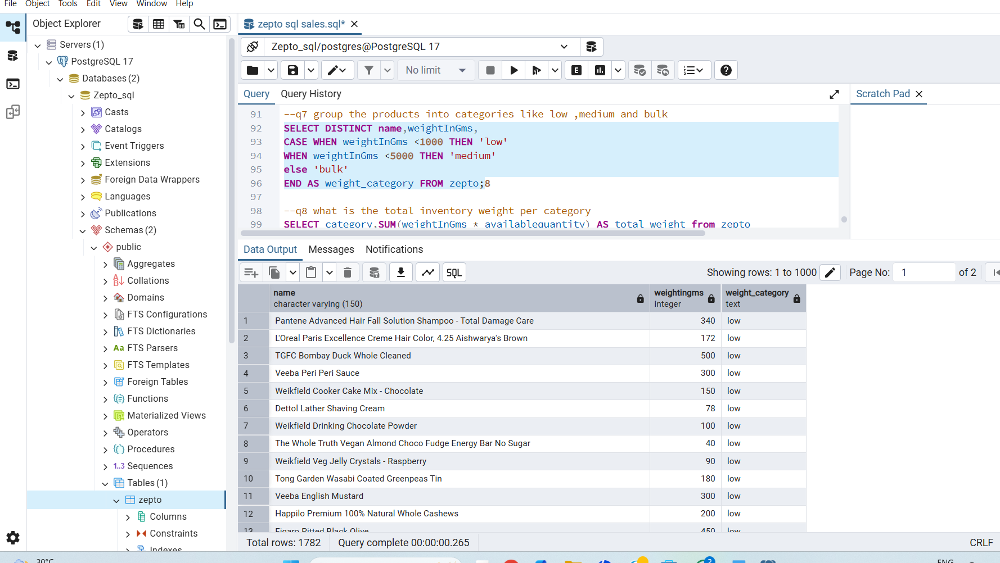 File Object Tools Edit View Window Help
Object Explorer
zepto sql sales.sql*
Servers (1)
PostgreSQL 17
Databases (2)
Zepto_sql
Casts
Catalogs
Event Triggers
Extensions
Foreign Data Wrappers
Languages
Publications
Schemas (2)
public
Aggregates
Collations
Domains
FTS Configurations
FTS Dictionaries
Aa FTS Parsers
FTS Templates
Foreign Tables
Functions
Materialized Views
Operators
Procedures
1..3 Sequences
Tables (1)
zepto
Columns
Constraints
Indexes
Zepto_sql/postgres@PostgreSQL 17
No limit
E
Query Query History
Scratch Pad
91 --q7 group the products into categories like low ,medium and bulk
92 SELECT DISTINCT name,weightInGms,
93 CASE WHEN weightInGms <1000 THEN 'low'
94 WHEN weightInGms <5000 THEN 'medium'
95 else 'bulk'
96 END AS weight_category FROM zepto;8
97
98 --q8 what is the total inventory weight per category
99 SELECT category,SUM(weightInGms * availablequantity) AS total_weight from zepto
Data Output Messages Notifications
SQL
Showing rows: 1 to 1000 Page No: 1 of 2
name weightingms weight_category
character varying (150) integer text
1 Pantene Advanced Hair Fall Solution Shampoo - Total Damage Care 340 low
2 L'Oreal Paris Excellence Creme Hair Color, 4.25 Aishwarya's Brown 172 low
3 TGFC Bombay Duck Whole Cleaned 500 low
4 Veeba Peri Peri Sauce 300 low
5 Weikfield Cooker Cake Mix - Chocolate 150 low
6 Dettol Lather Shaving Cream 78 low
7 Weikfield Drinking Chocolate Powder 100 low
8 The Whole Truth Vegan Almond Choco Fudge Energy Bar No Sugar 40 low
9 Weikfield Veg Jelly Crystals - Raspberry 90 low
10 Tong Garden Wasabi Coated Greenpeas Tin 180 low
11 Veeba English Mustard 300 low
12 Happilo Premium 100% Natural Whole Cashews 200 low
13 Figaro Pitted Black Olive 450 low
Total rows: 1782 Query complete 00:00:00.265 CRLF
30°C 2 ENG